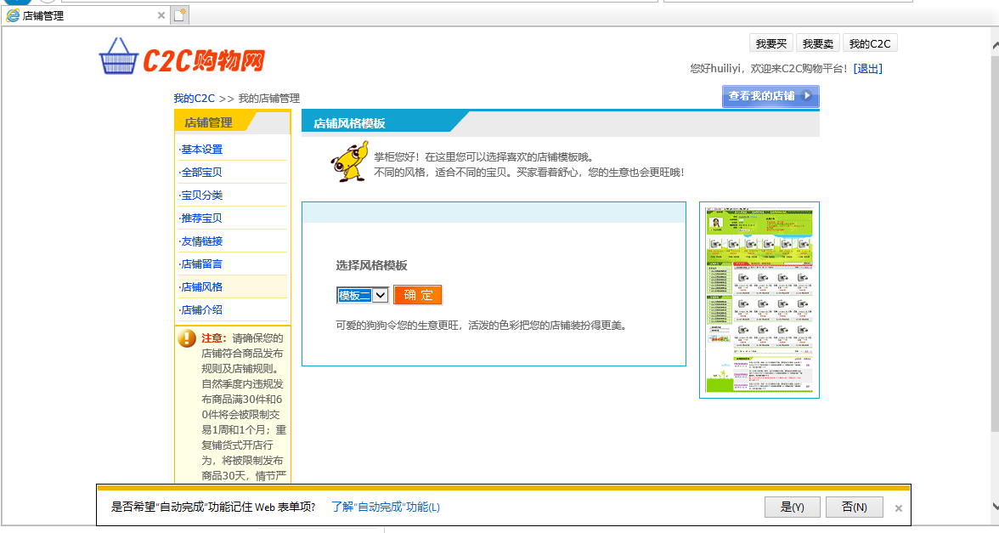 店铺管理
我要买 我要卖 我的C2C
C2C购物网
您好huiliyi，欢迎来C2C购物平台！[退出]
我的C2C >> 我的店铺管理
查看我的店铺
店铺管理
·基本设置
·全部宝贝
·宝贝分类
·推荐宝贝
·友情链接
·店铺留言
·店铺风格
·店铺介绍
注意：请确保您的
店铺符合商品发布
规则及店铺规则。
自然季度内违规发
布商品满30件和6
0件将会被限制交
易1周和1个月；重
复铺货式开店行
为，将被限制发布
商品30天，情节严
店铺风格模板
掌柜您好！在这里您可以选择喜欢的店铺模板哦。
不同的风格，适合不同的宝贝。买家看着舒心，您的生意也会更旺哦！
选择风格模板
模板二 确 定
可爱的狗狗令您的生意更旺，活泼的色彩把您的店铺装扮得更美。
是否希望“自动完成”功能记住 Web 表单项? 了解“自动完成”功能(L) 是(Y) 否(N)